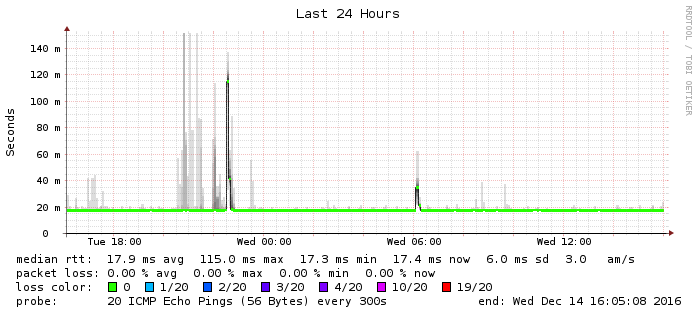 Last 24 Hours
RRDTOOL / TOBI OETIKER
Seconds
140 m
120 m
100 m
80 m
60 m
40 m
20 m
0
Tue 18:00 Wed 00:00 Wed 06:00 Wed 12:00
median rtt: 17.9 ms avg 115.0 ms max 17.3 ms min 17.4 ms now 6.0 ms sd 3.0 am/s
packet loss: 0.00 % avg 0.00 % max 0.00 % min 0.00 % now
loss color: 0 1/20 2/20 3/20 4/20 10/20 19/20
probe: 20 ICMP Echo Pings (56 Bytes) every 300s end: Wed Dec 14 16:05:08 2016